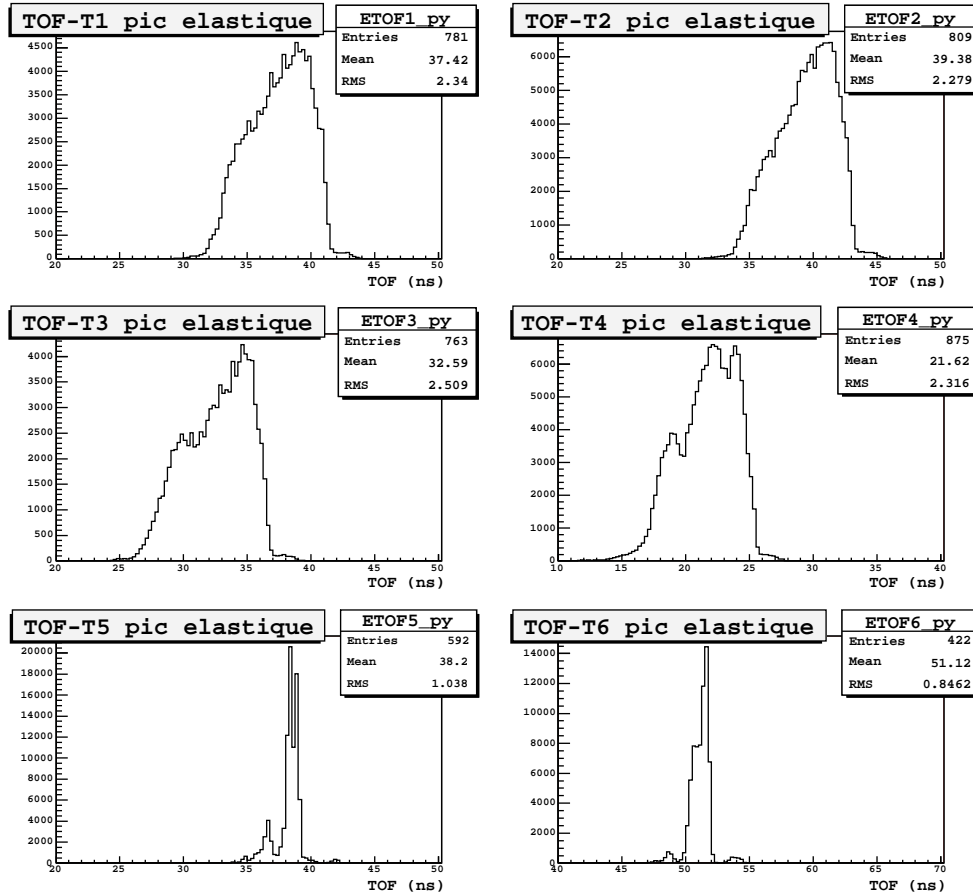 TOF-T1 pic elastique
ETOF1_py
Entries 781
Mean 37.42
RMS 2.34
4500
4000
3500
3000
2500
2000
1500
1000
500
0
20 25 30 35 40 45 50
TOF (ns)
TOF-T2 pic elastique
ETOF2_py
Entries 809
Mean 39.38
RMS 2.279
6000
5000
4000
3000
2000
1000
0
20 25 30 35 40 45 50
TOF (ns)
TOF-T3 pic elastique
ETOF3_py
Entries 763
Mean 32.59
RMS 2.509
4000
3500
3000
2500
2000
1500
1000
500
0
20 25 30 35 40 45 50
TOF (ns)
TOF-T4 pic elastique
ETOF4_py
Entries 875
Mean 21.62
RMS 2.316
6000
5000
4000
3000
2000
1000
0
10 15 20 25 30 35 40
TOF (ns)
TOF-T5 pic elastique
ETOF5_py
Entries 592
Mean 38.2
RMS 1.038
20000
18000
16000
14000
12000
10000
8000
6000
4000
2000
0
20 25 30 35 40 45 50
TOF (ns)
TOF-T6 pic elastique
ETOF6_py
Entries 422
Mean 51.12
RMS 0.8462
14000
12000
10000
8000
6000
4000
2000
0
40 45 50 55 60 65 70
TOF (ns)